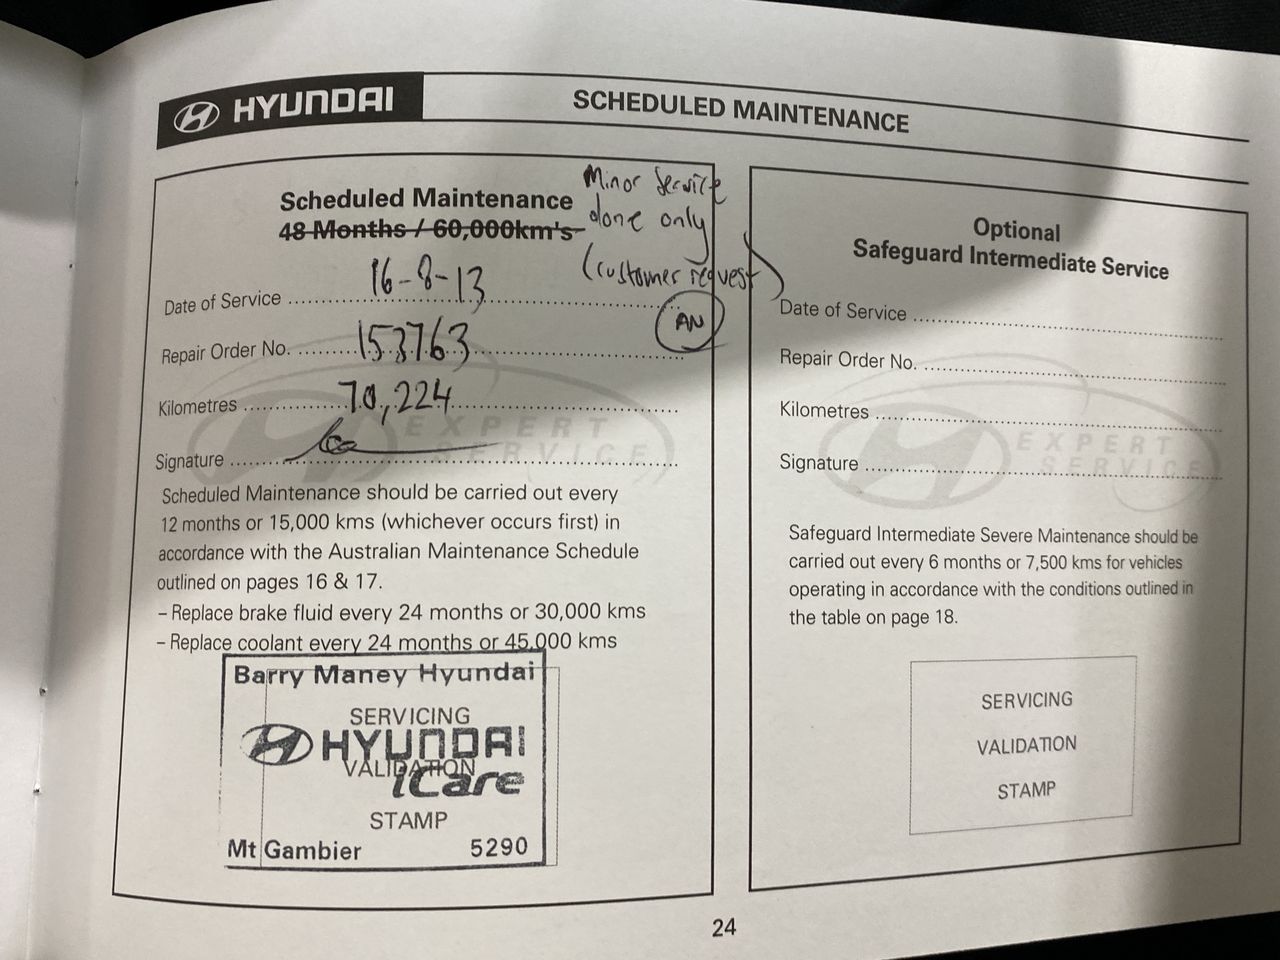 HYUNDAI
SCHEDULED MAINTENANCE
Scheduled Maintenance
48 Months / 60,000km's
Minor Service
done only
(customer request)
AN
Date of Service 16-8-13
Repair Order No. 153763
Kilometres 70,224
Signature
EXPERT
SERVICE
Scheduled Maintenance should be carried out every
12 months or 15,000 kms (whichever occurs first) in
accordance with the Australian Maintenance Schedule
outlined on pages 16 & 17.
– Replace brake fluid every 24 months or 30,000 kms
– Replace coolant every 24 months or 45,000 kms
Barry Maney Hyundai
SERVICING
HYUNDAI
VALIDATION
iCare
STAMP
Mt Gambier 5290
Optional
Safeguard Intermediate Service
Date of Service
Repair Order No.
Kilometres
Signature
EXPERT
SERVICE
Safeguard Intermediate Severe Maintenance should be
carried out every 6 months or 7,500 kms for vehicles
operating in accordance with the conditions outlined in
the table on page 18.
SERVICING
VALIDATION
STAMP
24